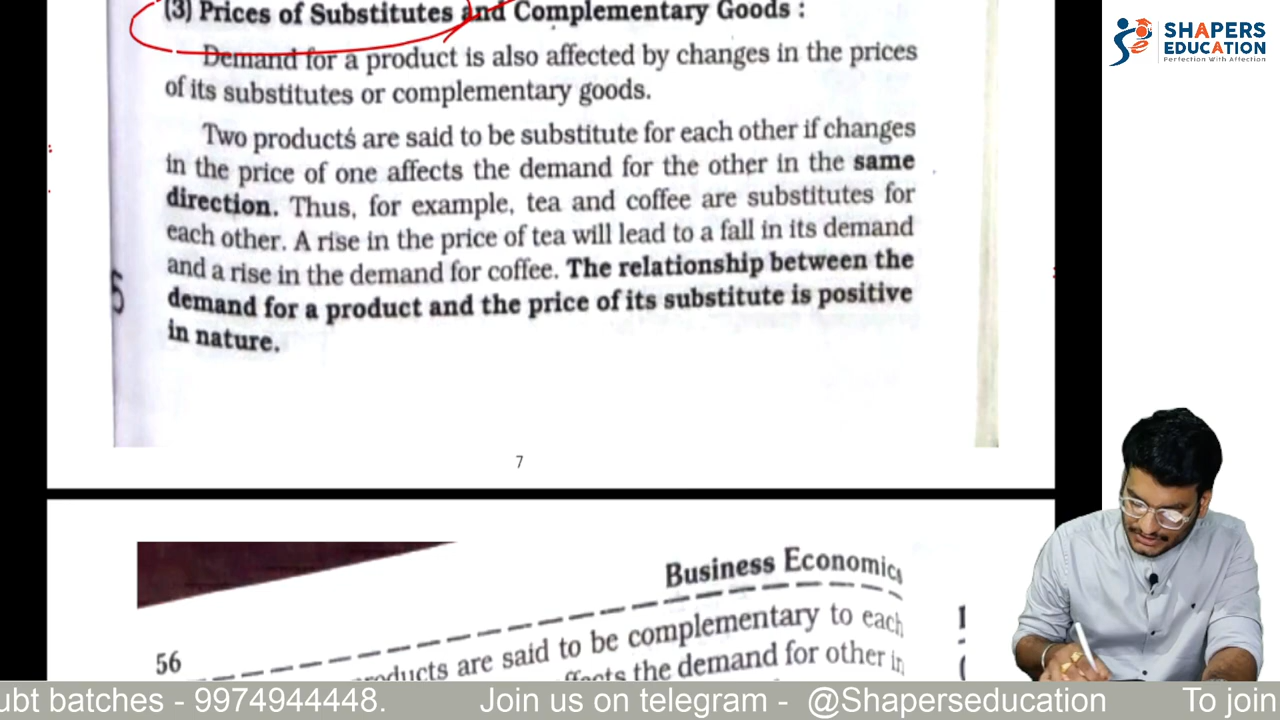 (3) Prices of Substitutes and Complementary Goods :
Demand for a product is also affected by changes in the prices
of its substitutes or complementary goods.
Two products are said to be substitute for each other if changes
in the price of one affects the demand for the other in the same
direction. Thus, for example, tea and coffee are substitutes for
each other. A rise in the price of tea will lead to a fall in its demand
and a rise in the demand for coffee. The relationship between the
demand for a product and the price of its substitute is positive
in nature.
5
7
Business Economics
56
products are said to be complementary to each
the demand for other in
SHAPERS
EDUCATION
Perfection With Affection
ubt batches - 9974944448. Join us on telegram - @Shaperseducation To join